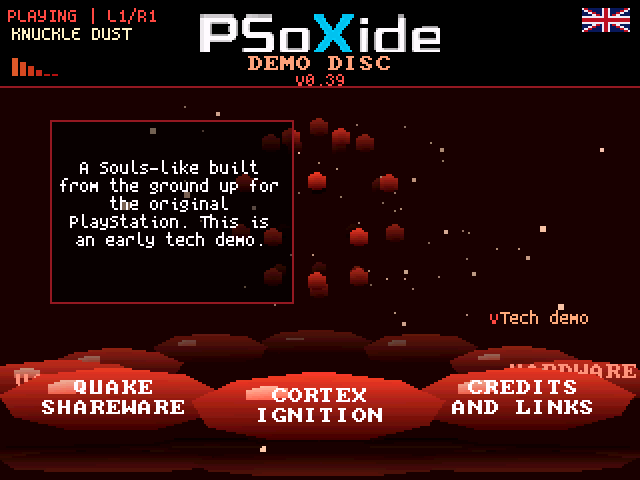 PLAYING | L1/R1
KNUCKLE DUST
PSoXide
DEMO DISC
v0.39
A Souls-like built
from the ground up for
the original
PlayStation. This is
an early tech demo.
vTech demo
HARDWARE
QUAKE
SHAREWARE
CORTEX
IGNITION
CREDITS
AND LINKS